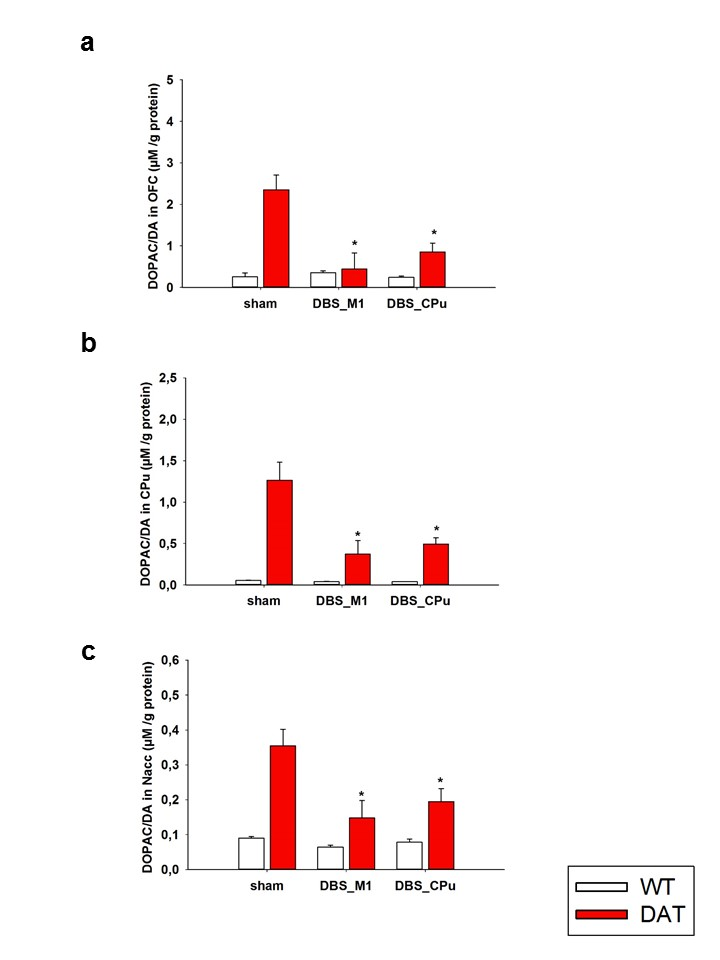 a
DOPAC/DA in OFC (µM /g protein)
5
4
3
2
1
0
* *
sham DBS_M1 DBS_CPu
b
DOPAC/DA in CPu (µM /g protein)
2,5
2,0
1,5
1,0
0,5
0,0
* *
sham DBS_M1 DBS_CPu
c
DOPAC/DA in Nacc (µM /g protein)
0,6
0,5
0,4
0,3
0,2
0,1
0,0
* *
sham DBS_M1 DBS_CPu
WT
DAT